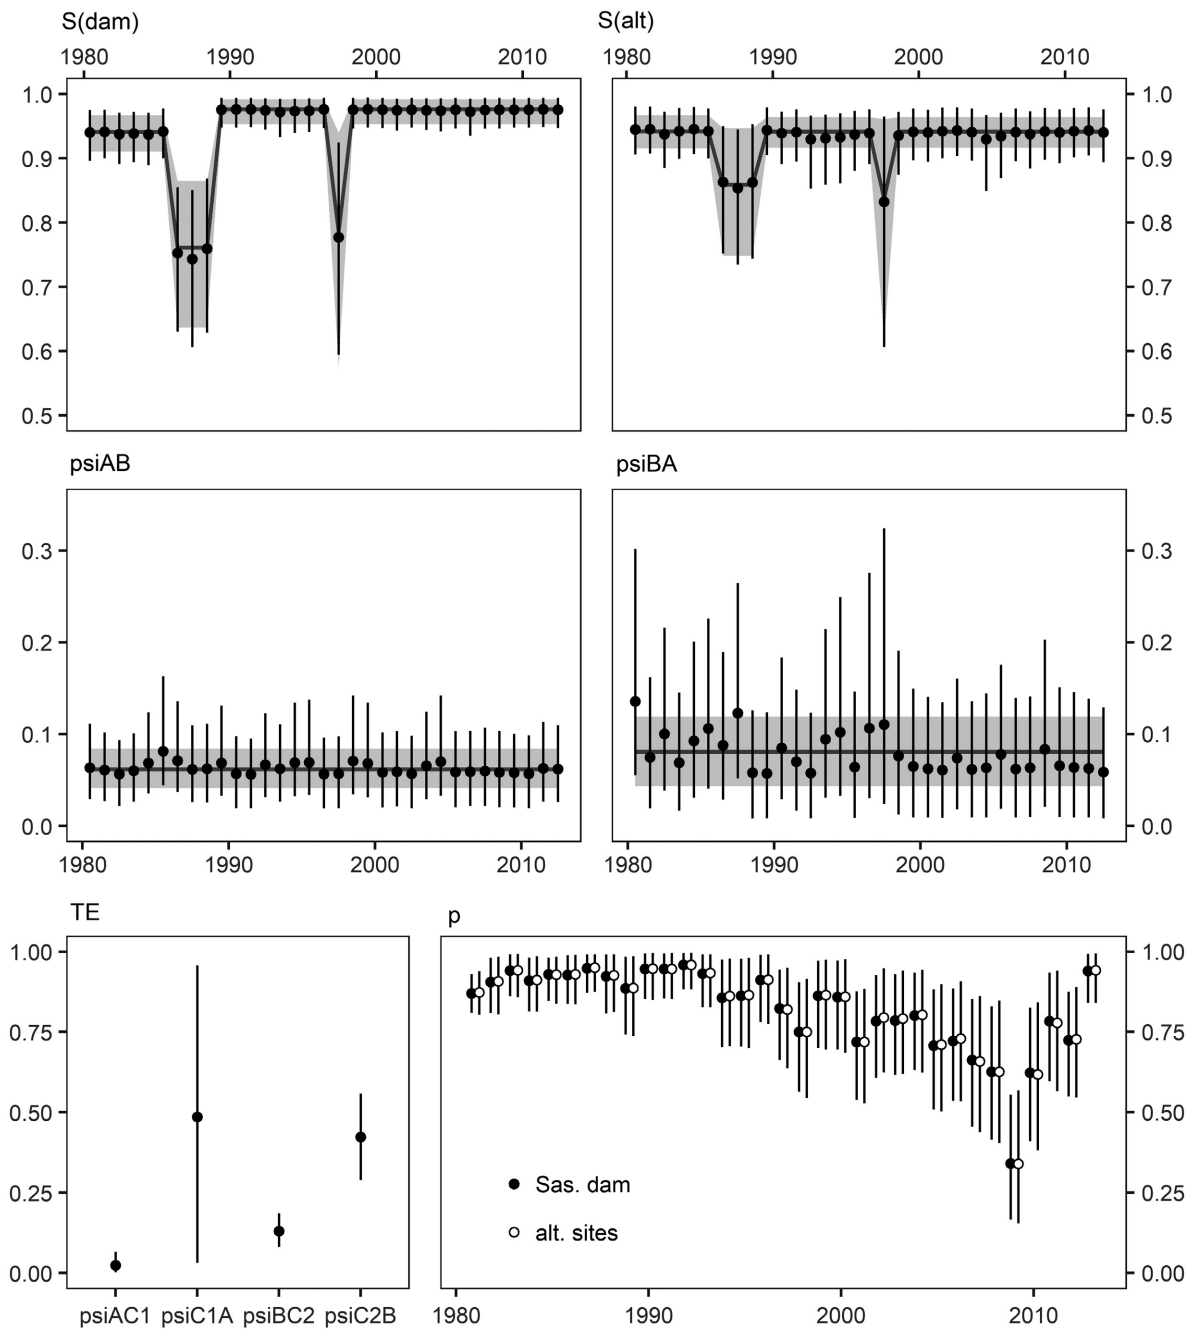 S(dam) S(alt)
1980 1990 2000 2010 1980 1990 2000 2010
1.0 1.0
0.9 0.9
0.8 0.8
0.7 0.7
0.6 0.6
0.5 0.5
psiAB psiBA
0.3 0.3
0.2 0.2
0.1 0.1
0.0 0.0
1980 1990 2000 2010 1980 1990 2000 2010
TE p
1.00 1.00
0.75 0.75
0.50 0.50
0.25 Sas. dam 0.25
alt. sites
0.00 0.00
psiAC1 psiC1A psiBC2 psiC2B 1980 1990 2000 2010